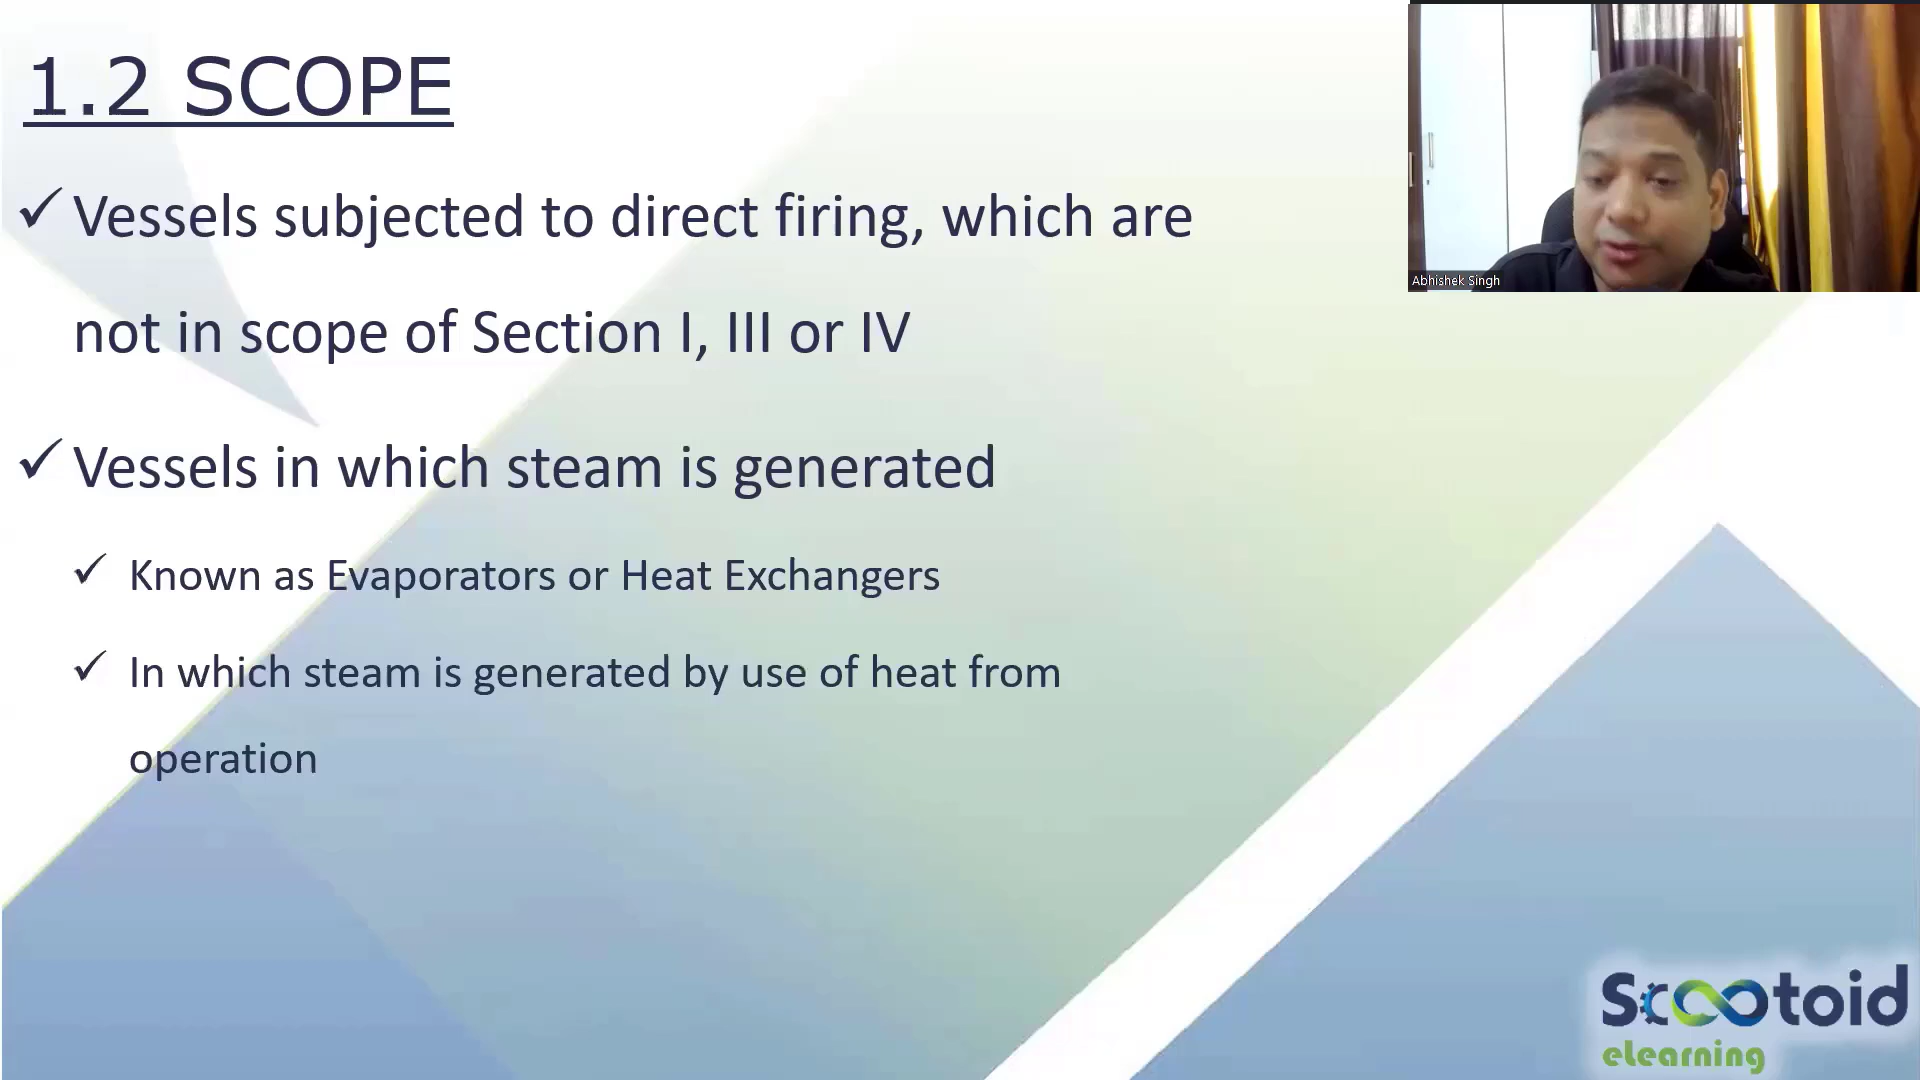 1.2 SCOPE
✓ Vessels subjected to direct firing, which are
not in scope of Section I, III or IV
✓ Vessels in which steam is generated
✓ Known as Evaporators or Heat Exchangers
✓ In which steam is generated by use of heat from
operation
Abhishek Singh
Scootoid
elearning